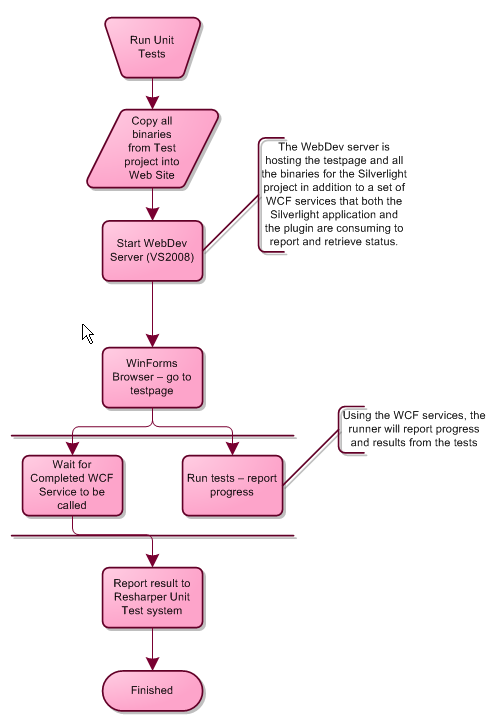 Run Unit
Tests
Copy all
binaries
from Test
project into
Web Site
The WebDev server is
hosting the testpage and all
the binaries for the Silverlight
project in addition to a set of
WCF services that both the
Silverlight application and
the plugin are consuming to
report and retrieve status.
Start WebDev
Server (VS2008)
WinForms
Browser – go to
testpage
Using the WCF services, the
runner will report progress
and results from the tests
Wait for
Completed WCF
Service to be
called
Run tests – report
progress
Report result to
Resharper Unit
Test system
Finished